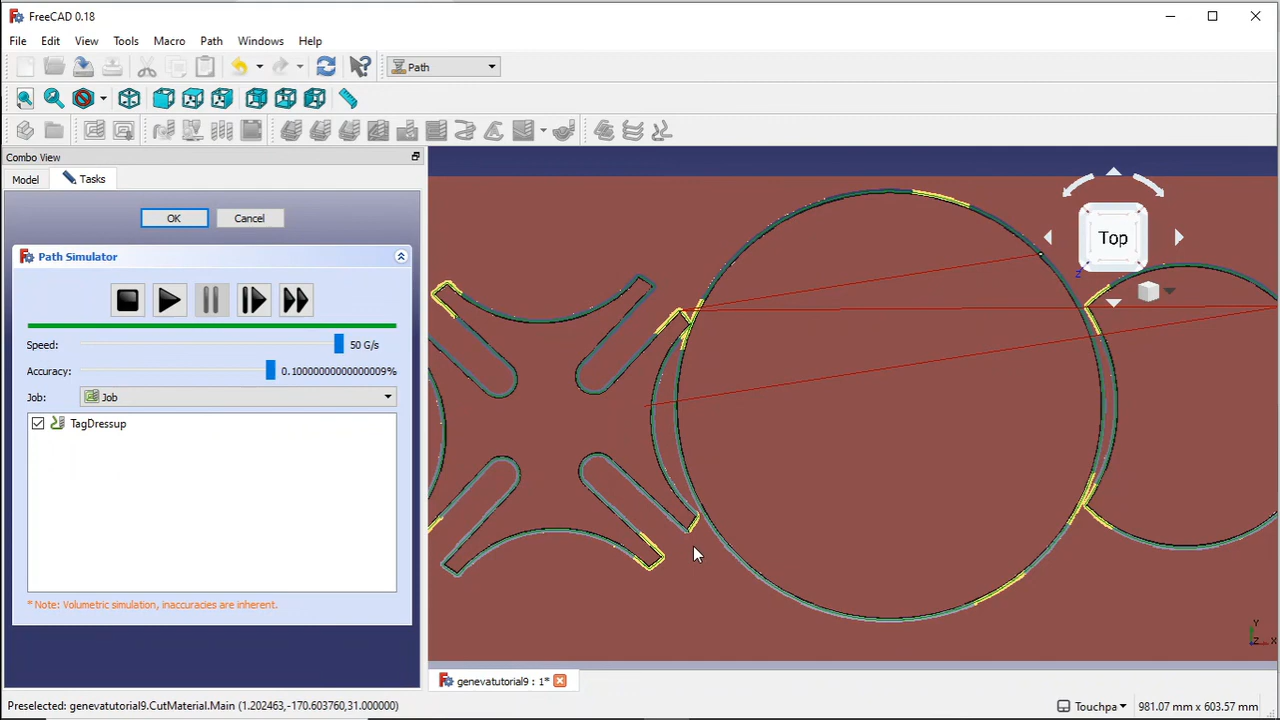 FreeCAD 0.18
File Edit View Tools Macro Path Windows Help
Path
Combo View
Model Tasks
OK Cancel
Path Simulator
Speed: 50 G/s
Accuracy: 0.10000000000000009%
Job: Job
TagDressup
* Note: Volumetric simulation, inaccuracies are inherent.
Top
Z
Y
Z X
genevatutorial9 : 1*
Preselected: genevatutorial9.CutMaterial.Main (1.202463,-170.603760,31.000000)
Touchpa
981.07 mm x 603.57 mm